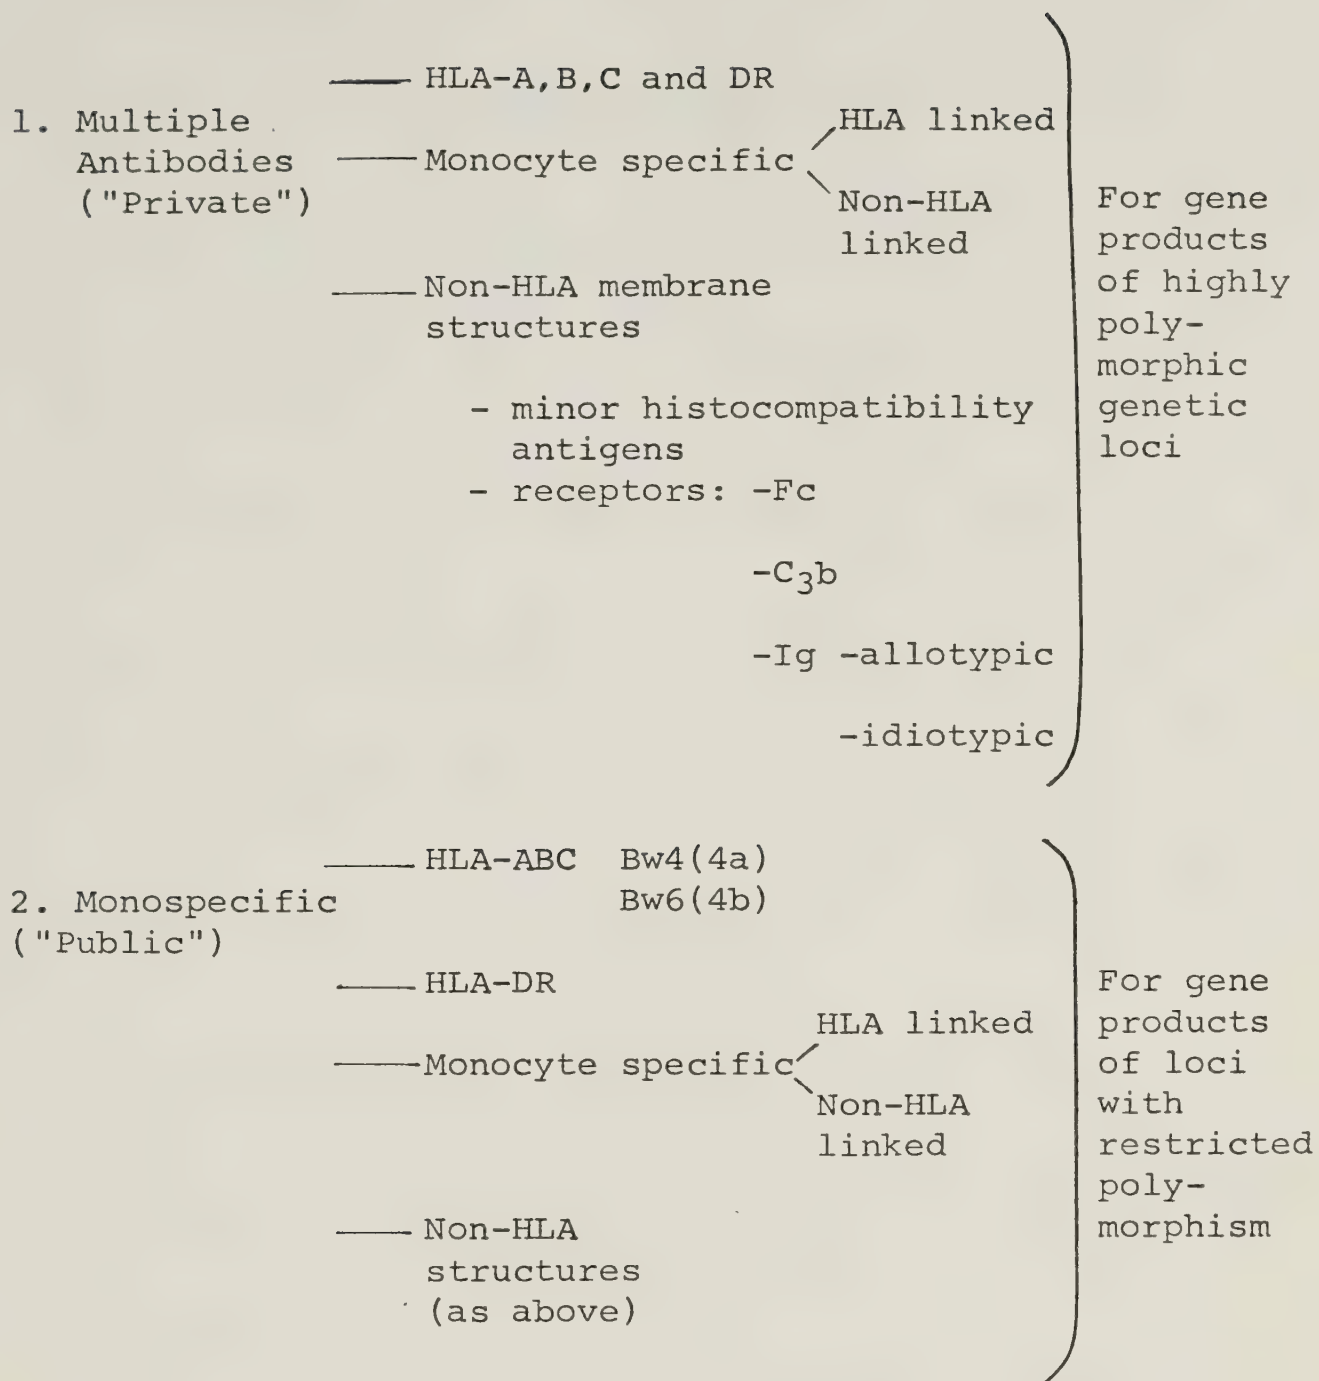 HLA-A,B,C and DR
1. Multiple
Antibodies
("Private")
Monocyte specific
HLA linked
Non-HLA
linked
Non-HLA membrane
structures
- minor histocompatibility
antigens
- receptors: -Fc
-C3b
-Ig -allotypic
-idiotypic
For gene
products
of highly
poly-
morphic
genetic
loci
HLA-ABC Bw4(4a)
Bw6(4b)
2. Monospecific
("Public")
HLA-DR
Monocyte specific
HLA linked
Non-HLA
linked
Non-HLA
structures
(as above)
For gene
products
of loci
with
restricted
poly-
morphism